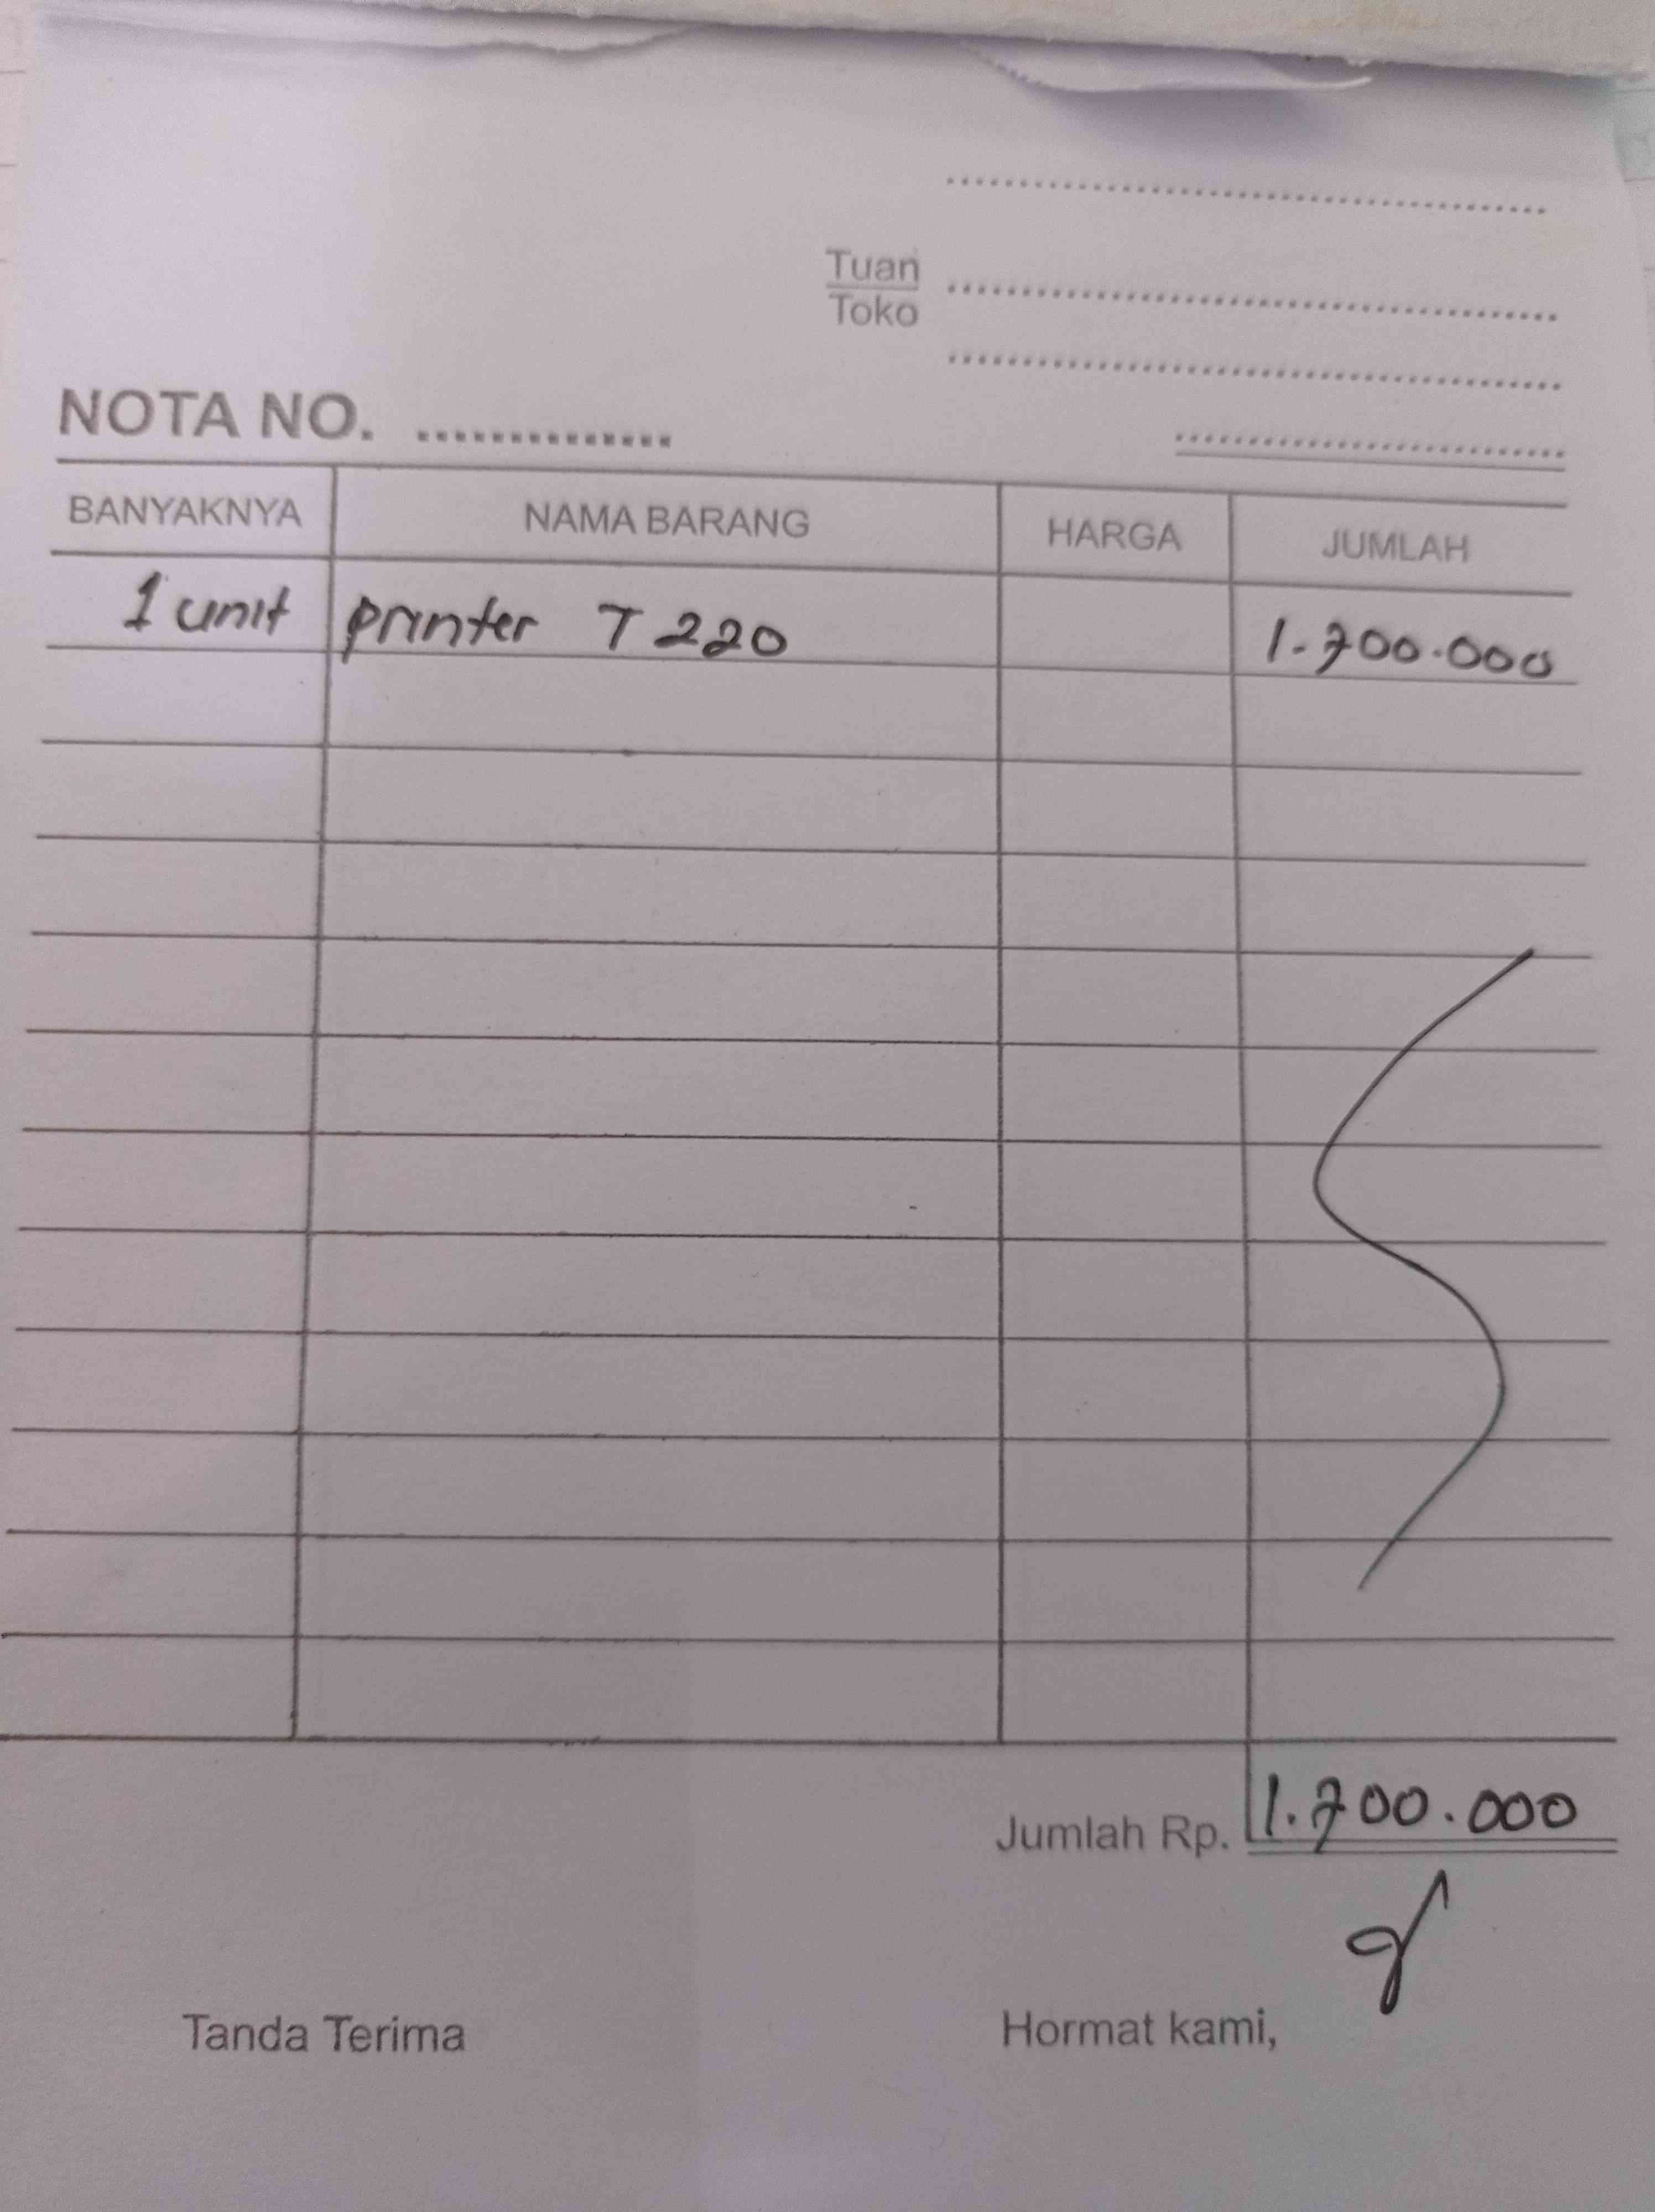 Tuan
Toko
NOTA NO. ..............
BANYAKNYA NAMA BARANG HARGA JUMLAH
1 unit printer T 220 1.700.000
Jumlah Rp. 1.700.000
Tanda Terima Hormat kami,